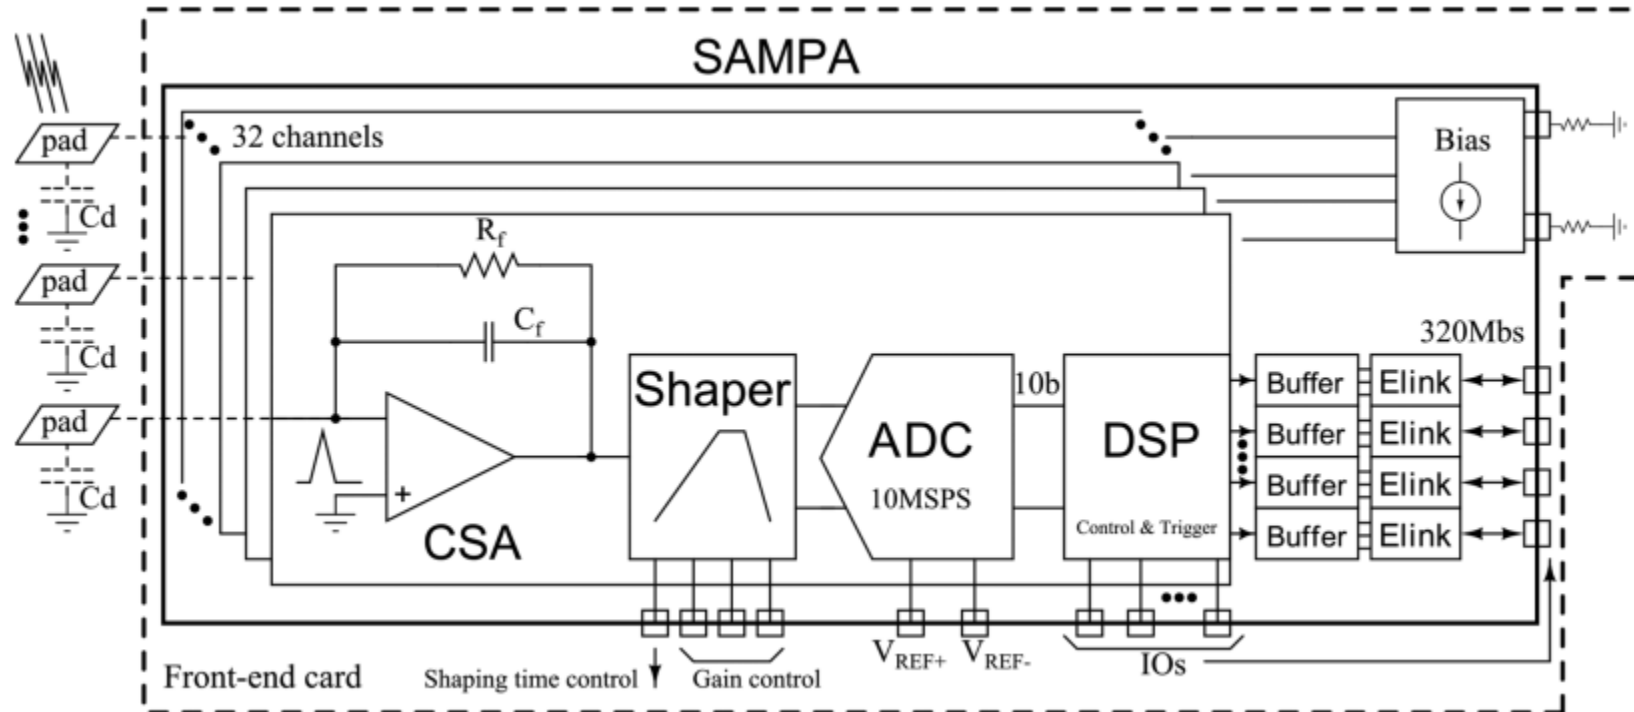 SAMPA
pad
32 channels
Bias
Cd
Rf
pad
Cf
320Mbs
Cd
Shaper
10b
Buffer
Elink
pad
ADC
DSP
Buffer
Elink
10MSPS
Buffer
Elink
Cd
+
CSA
Control & Trigger
Buffer
Elink
VREF+
VREF-
IOs
Front-end card
Shaping time control
Gain control